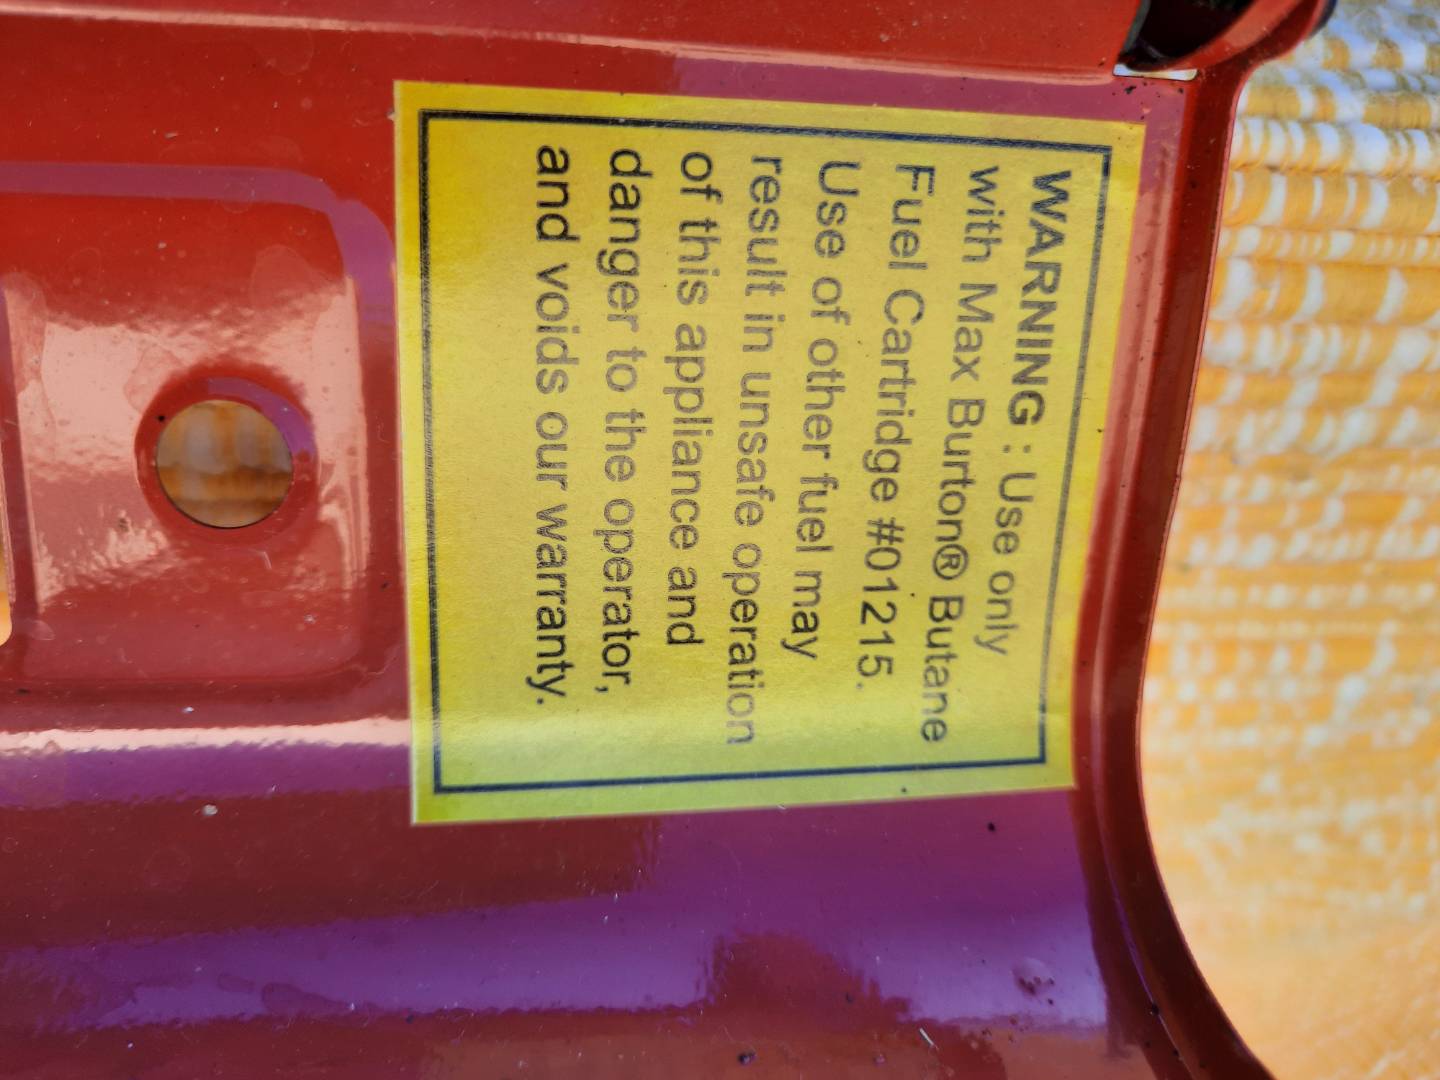 WARNING : Use only
with Max Burton® Butane
Fuel Cartridge #01215.
Use of other fuel may
result in unsafe operation
of this appliance and
danger to the operator,
and voids our warranty.